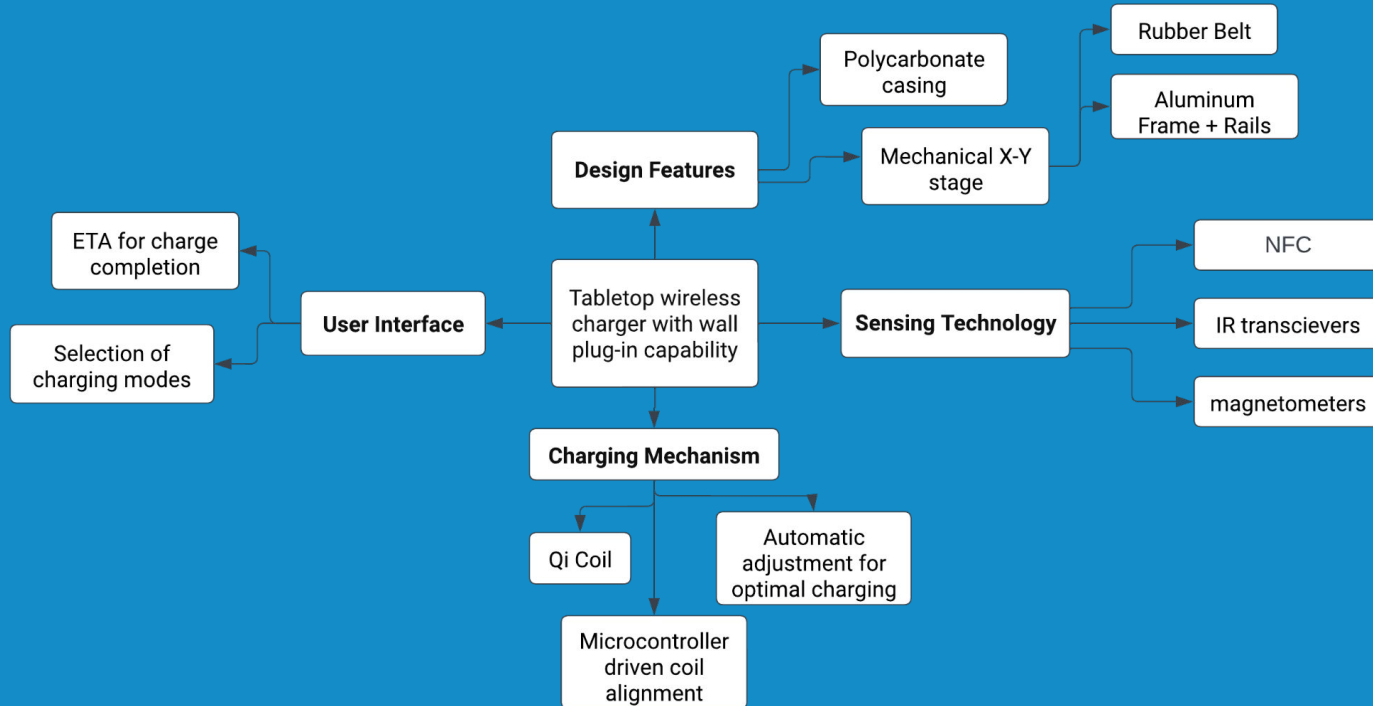 Rubber Belt
Polycarbonate
casing
Aluminum
Frame + Rails
Design Features
Mechanical X-Y
stage
ETA for charge
completion
NFC
User Interface
Tabletop wireless
charger with wall
plug-in capability
Sensing Technology
IR transcievers
Selection of
charging modes
magnetometers
Charging Mechanism
Qi Coil
Automatic
adjustment for
optimal charging
Microcontroller
driven coil
alignment